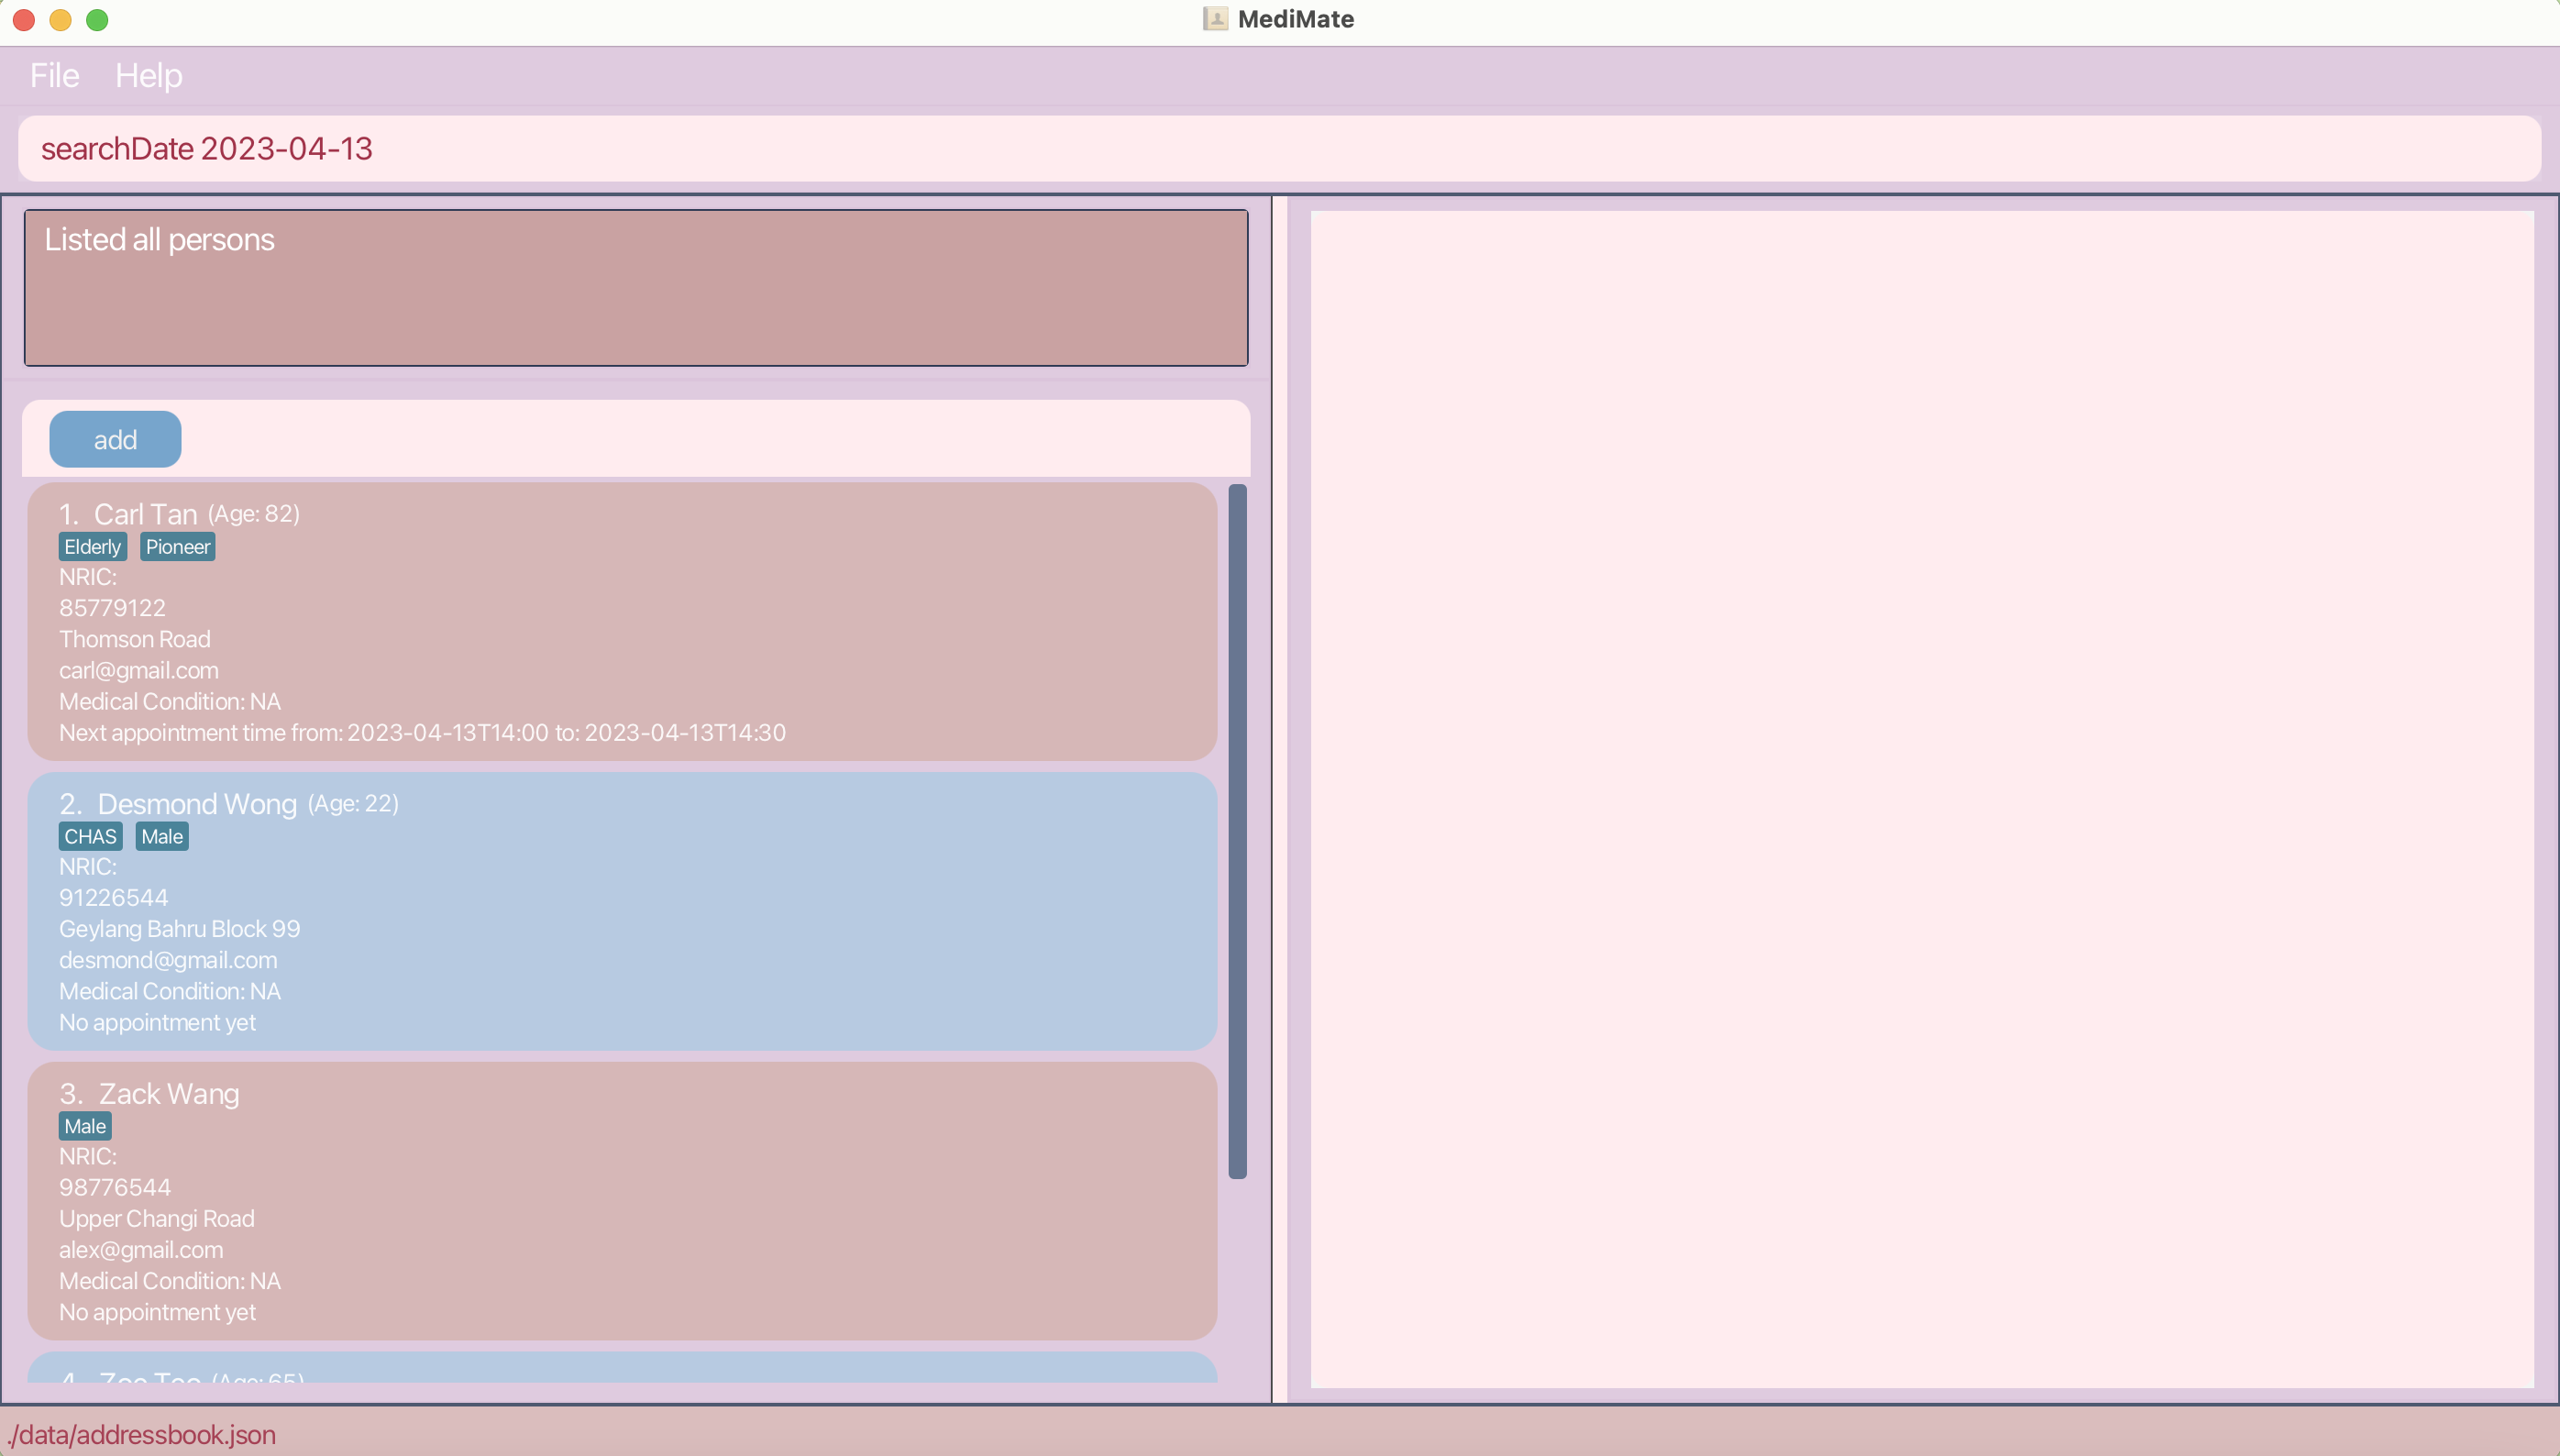 MediMate
File Help
searchDate 2023-04-13
Listed all persons
add
1. Carl Tan (Age: 82)
Elderly Pioneer
NRIC:
85779122
Thomson Road
carl@gmail.com
Medical Condition: NA
Next appointment time from: 2023-04-13T14:00 to: 2023-04-13T14:30
2. Desmond Wong (Age: 22)
CHAS Male
NRIC:
91226544
Geylang Bahru Block 99
desmond@gmail.com
Medical Condition: NA
No appointment yet
3. Zack Wang
Male
NRIC:
98776544
Upper Changi Road
alex@gmail.com
Medical Condition: NA
No appointment yet
4. (Age: 65)
./data/addressbook.json